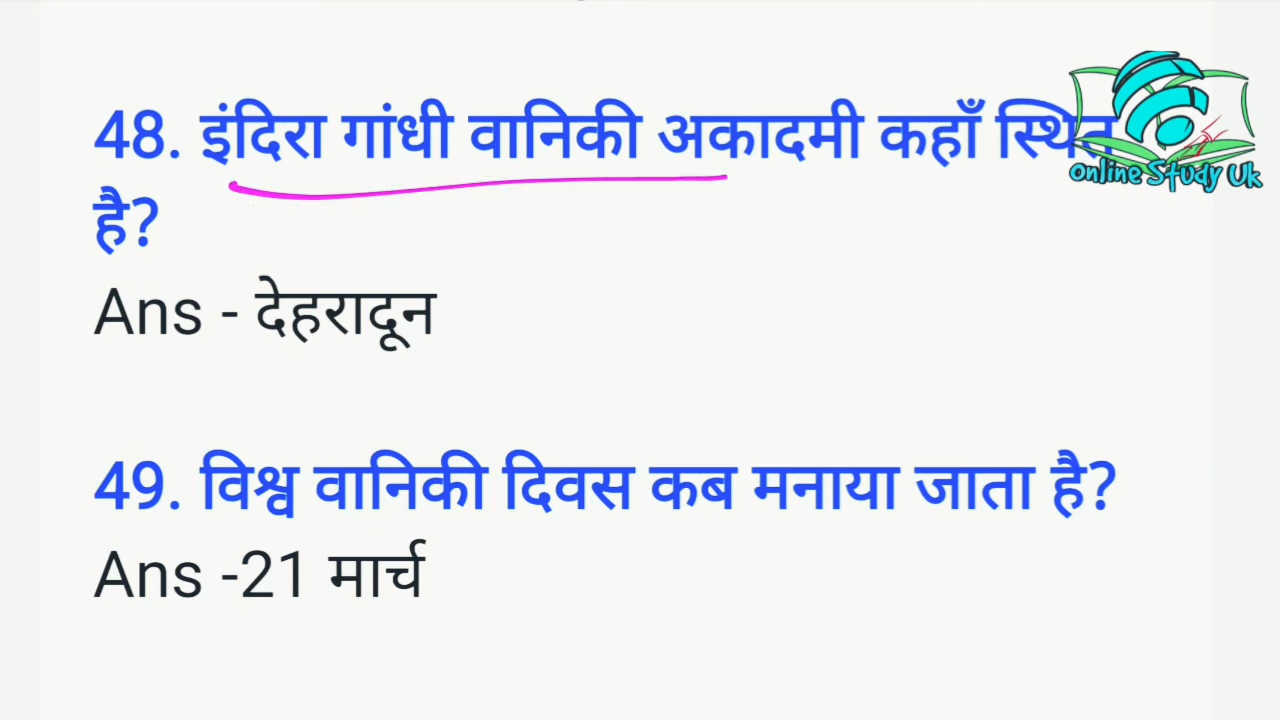 48. इंदिरा गांधी वानिकी अकादमी कहाँ स्थित
है?
Ans - देहरादून
49. विश्व वानिकी दिवस कब मनाया जाता है?
Ans -21 मार्च
Online Study Uk